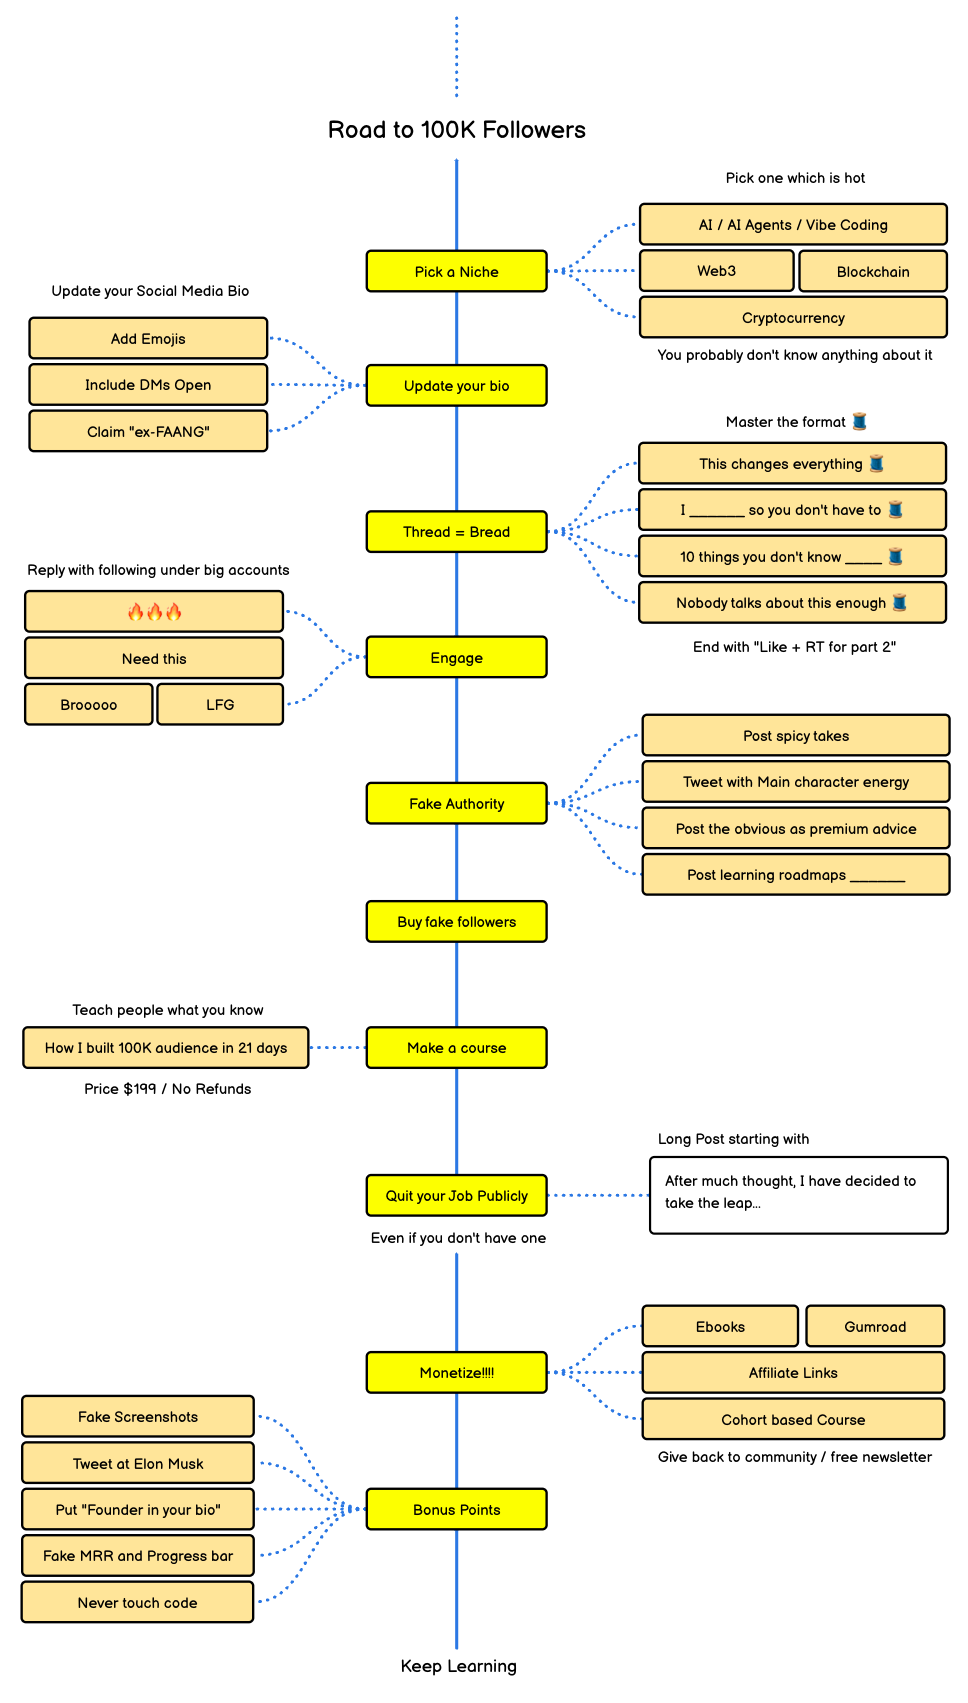 Road to 100K Followers
Pick one which is hot
AI / AI Agents / Vibe Coding
Pick a Niche
Web3
Blockchain
Cryptocurrency
You probably don't know anything about it
Update your Social Media Bio
Add Emojis
Include DMs Open
Claim "ex-FAANG"
Update your bio
Master the format 🧵
This changes everything 🧵
I ______ so you don't have to 🧵
10 things you don't know ____ 🧵
Nobody talks about this enough 🧵
End with "Like + RT for part 2"
Thread = Bread
Reply with following under big accounts
🔥🔥🔥
Need this
Brooooo
LFG
Engage
Post spicy takes
Tweet with Main character energy
Post the obvious as premium advice
Post learning roadmaps ______
Fake Authority
Buy fake followers
Teach people what you know
How I built 100K audience in 21 days
Price $199 / No Refunds
Make a course
Long Post starting with
After much thought, I have decided to
take the leap...
Quit your Job Publicly
Even if you don't have one
Ebooks
Gumroad
Affiliate Links
Cohort based Course
Give back to community / free newsletter
Monetize!!!!
Fake Screenshots
Tweet at Elon Musk
Put "Founder in your bio"
Fake MRR and Progress bar
Never touch code
Bonus Points
Keep Learning